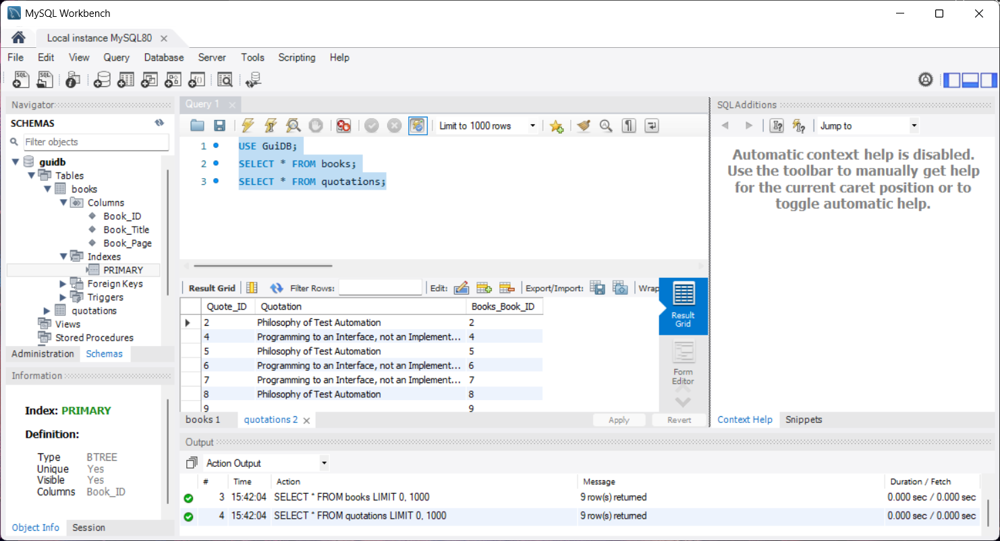 MySQL Workbench
Local instance MySQL80
File Edit View Query Database Server Tools Scripting Help
Navigator
SCHEMAS
Filter objects
guidb
Tables
books
Columns
Book_ID
Book_Title
Book_Page
Indexes
PRIMARY
Foreign Keys
Triggers
quotations
Views
Stored Procedures
Administration Schemas
Information
Index: PRIMARY
Definition:
Type BTREE
Unique Yes
Visible Yes
Columns Book_ID
Object Info Session
Query 1
Limit to 1000 rows
1 USE GuiDB;
2 SELECT * FROM books;
3 SELECT * FROM quotations;
Result Grid Filter Rows: Edit: Export/Import: Wrap
Quote_ID Quotation Books_Book_ID
2 Philosophy of Test Automation 2
4 Programming to an Interface, not an Implement... 4
5 Philosophy of Test Automation 5
6 Programming to an Interface, not an Implement... 6
7 Programming to an Interface, not an Implement... 7
8 Philosophy of Test Automation 8
9 9
Result
Grid
Form
Editor
books 1 quotations 2 Apply Revert
SQLAdditions
Jump to
Automatic context help is disabled.
Use the toolbar to manually get help
for the current caret position or to
toggle automatic help.
Context Help Snippets
Output
Action Output
# Time Action Message Duration / Fetch
3 15:42:04 SELECT * FROM books LIMIT 0, 1000 9 row(s) returned 0.000 sec / 0.000 sec
4 15:42:04 SELECT * FROM quotations LIMIT 0, 1000 9 row(s) returned 0.000 sec / 0.000 sec